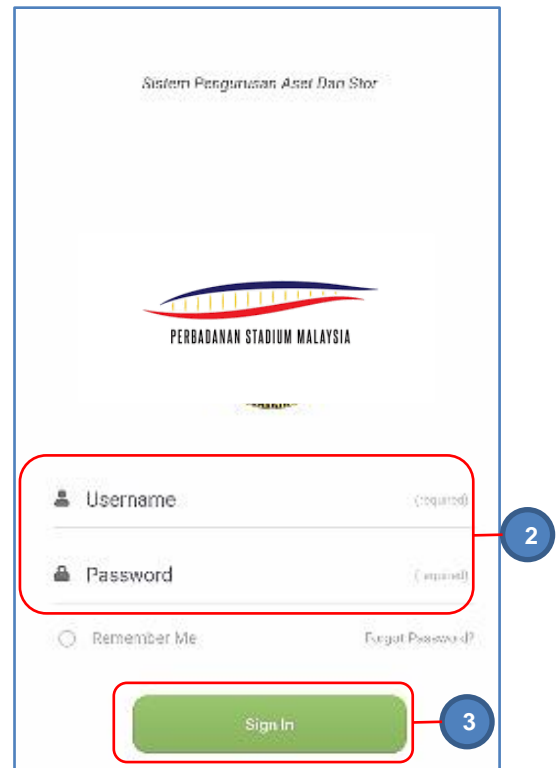 Sistem Pengurusan Aset Dan Stor
PERBADANAN STADIUM MALAYSIA
Username (required)
2
Password (required)
Remember Me Forgot Password?
Sign In
3